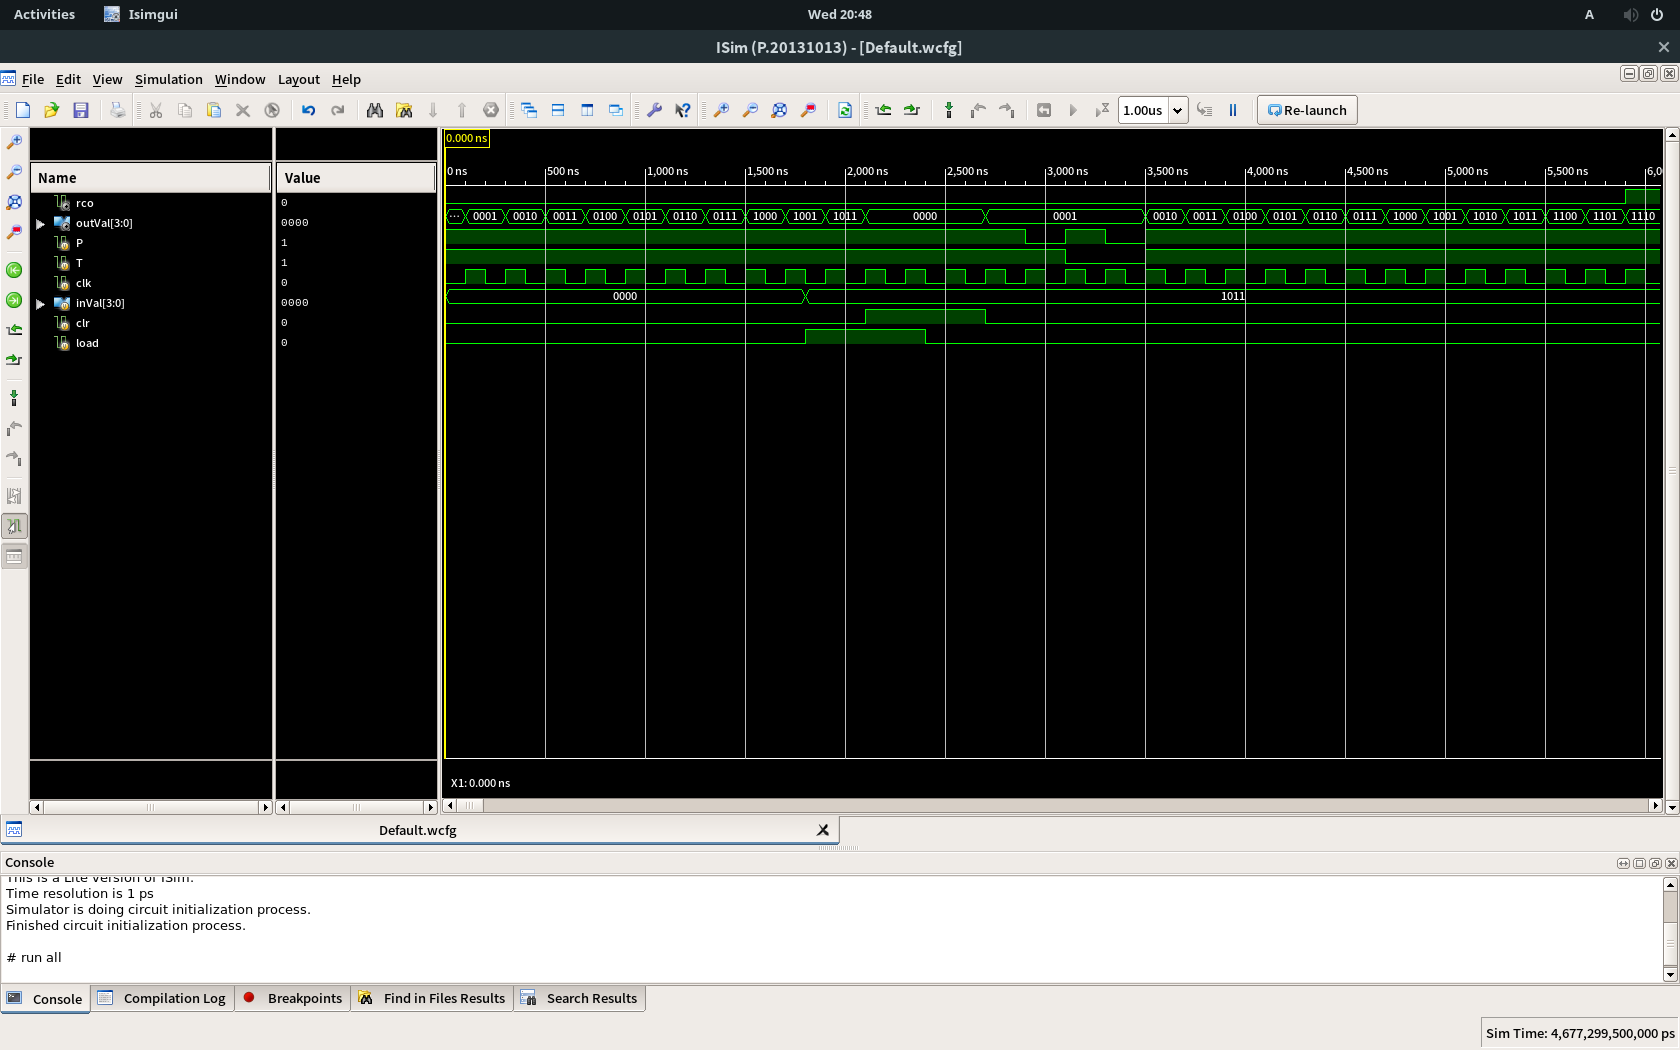 Activities Isimgui Wed 20:48 A
ISim (P.20131013) - [Default.wcfg]
File Edit View Simulation Window Layout Help
1.00us Re-launch
0.000 ns
Name Value
0 ns 500 ns 1,000 ns 1,500 ns 2,000 ns 2,500 ns 3,000 ns 3,500 ns 4,000 ns 4,500 ns 5,000 ns 5,500 ns 6,0
rco 0
outVal[3:0] 0000 ... 0001 0010 0011 0100 0101 0110 0111 1000 1001 1011 0000 0001 0010 0011 0100 0101 0110 0111 1000 1001 1010 1011 1100 1101 1110
P 1
T 1
clk 0
inVal[3:0] 0000 0000 1011
clr 0
load 0
X1: 0.000 ns
Default.wcfg
Console
This is a Lite version of ISim.
Time resolution is 1 ps
Simulator is doing circuit initialization process.
Finished circuit initialization process.
# run all
Console Compilation Log Breakpoints Find in Files Results Search Results
Sim Time: 4,677,299,500,000 ps